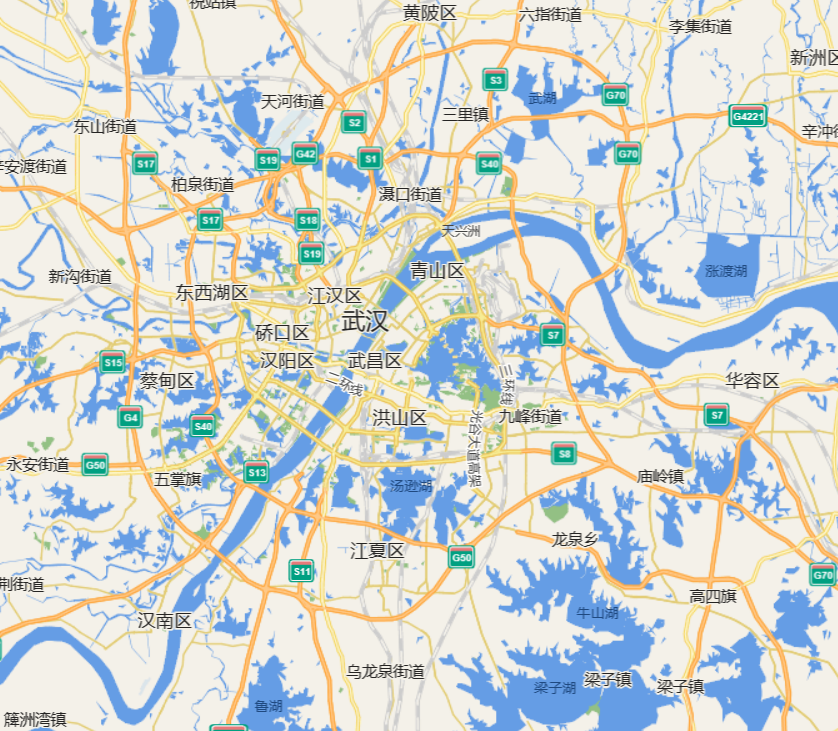 祝站镇
黄陂区
六指街道
李集街道
新洲区
S3
武湖
G70
天河街道
三里镇
G4221
S2
东山街道
辛冲街
G42
S1
G70
S17
S19
S40
辛安渡街道
柏泉街道
滠口街道
S17
S18
天兴洲
S19
青山区
涨渡湖
新沟街道
东西湖区
江汉区
武汉
硚口区
S7
汉阳区
武昌区
S15
蔡甸区
二环线
三环线
华容区
G4
S40
洪山区
九峰街道
S7
光谷大道高架
S8
永安街道
G50
五掌旗
S13
汤逊湖
庙岭镇
龙泉乡
江夏区
G50
S11
G70
荆街道
高四旗
牛山湖
汉南区
乌龙泉街道
梁子湖
梁子镇
梁子镇
鲁湖
簰洲湾镇